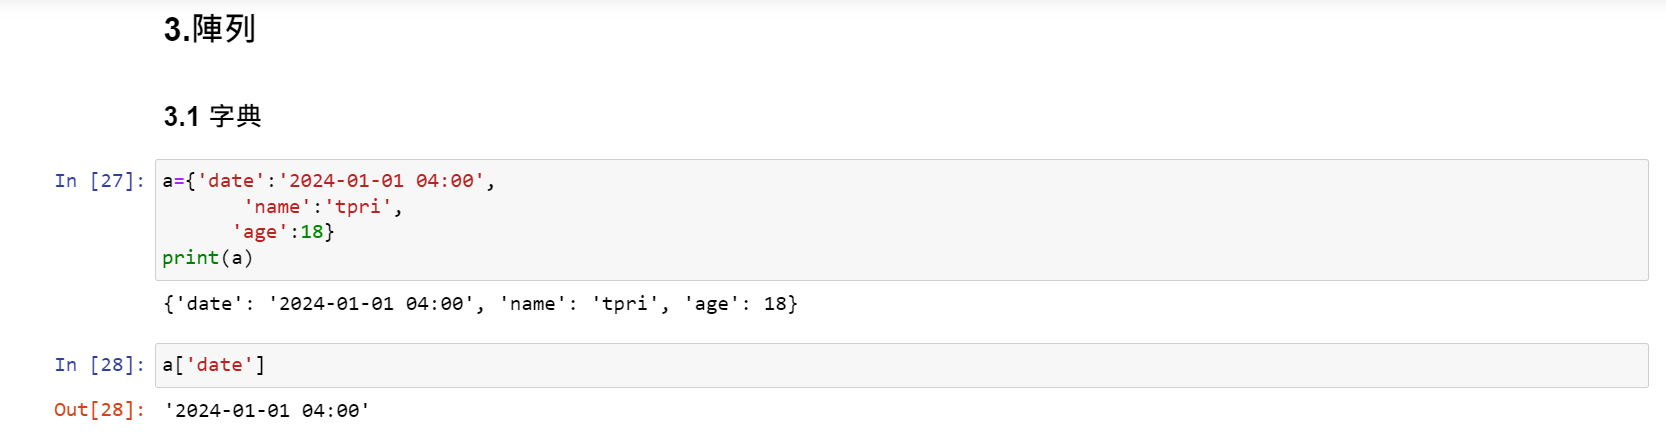 3.陣列
3.1 字典
In [27]: a={'date':'2024-01-01 04:00',
'name':'tpri',
'age':18}
print(a)
{'date': '2024-01-01 04:00', 'name': 'tpri', 'age': 18}
In [28]: a['date']
Out[28]: '2024-01-01 04:00'